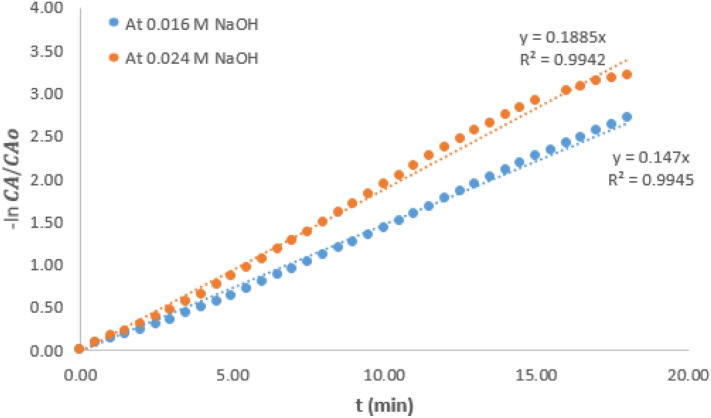 4.00
3.50
3.00
2.50
2.00
1.50
1.00
0.50
0.00
-ln CA/CAo
At 0.016 M NaOH
At 0.024 M NaOH
y = 0.1885x
R² = 0.9942
y = 0.147x
R² = 0.9945
0.00 5.00 10.00 15.00 20.00
t (min)